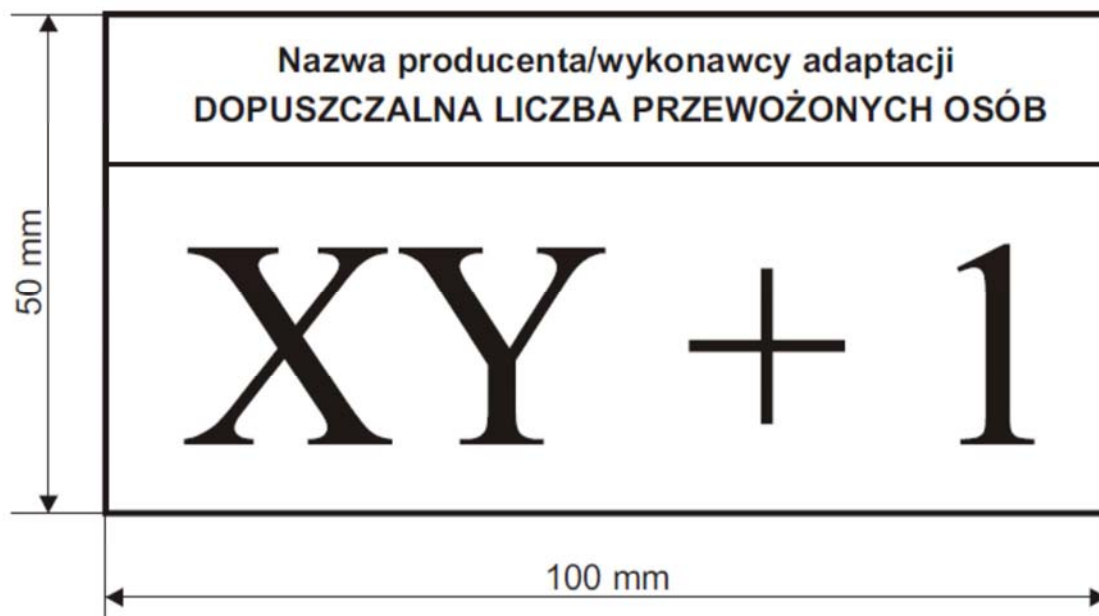 Nazwa producenta/wykonawcy adaptacji
DOPUSZCZALNA LICZBA PRZEWOŻONYCH OSÓB
XY + 1
50 mm
100 mm